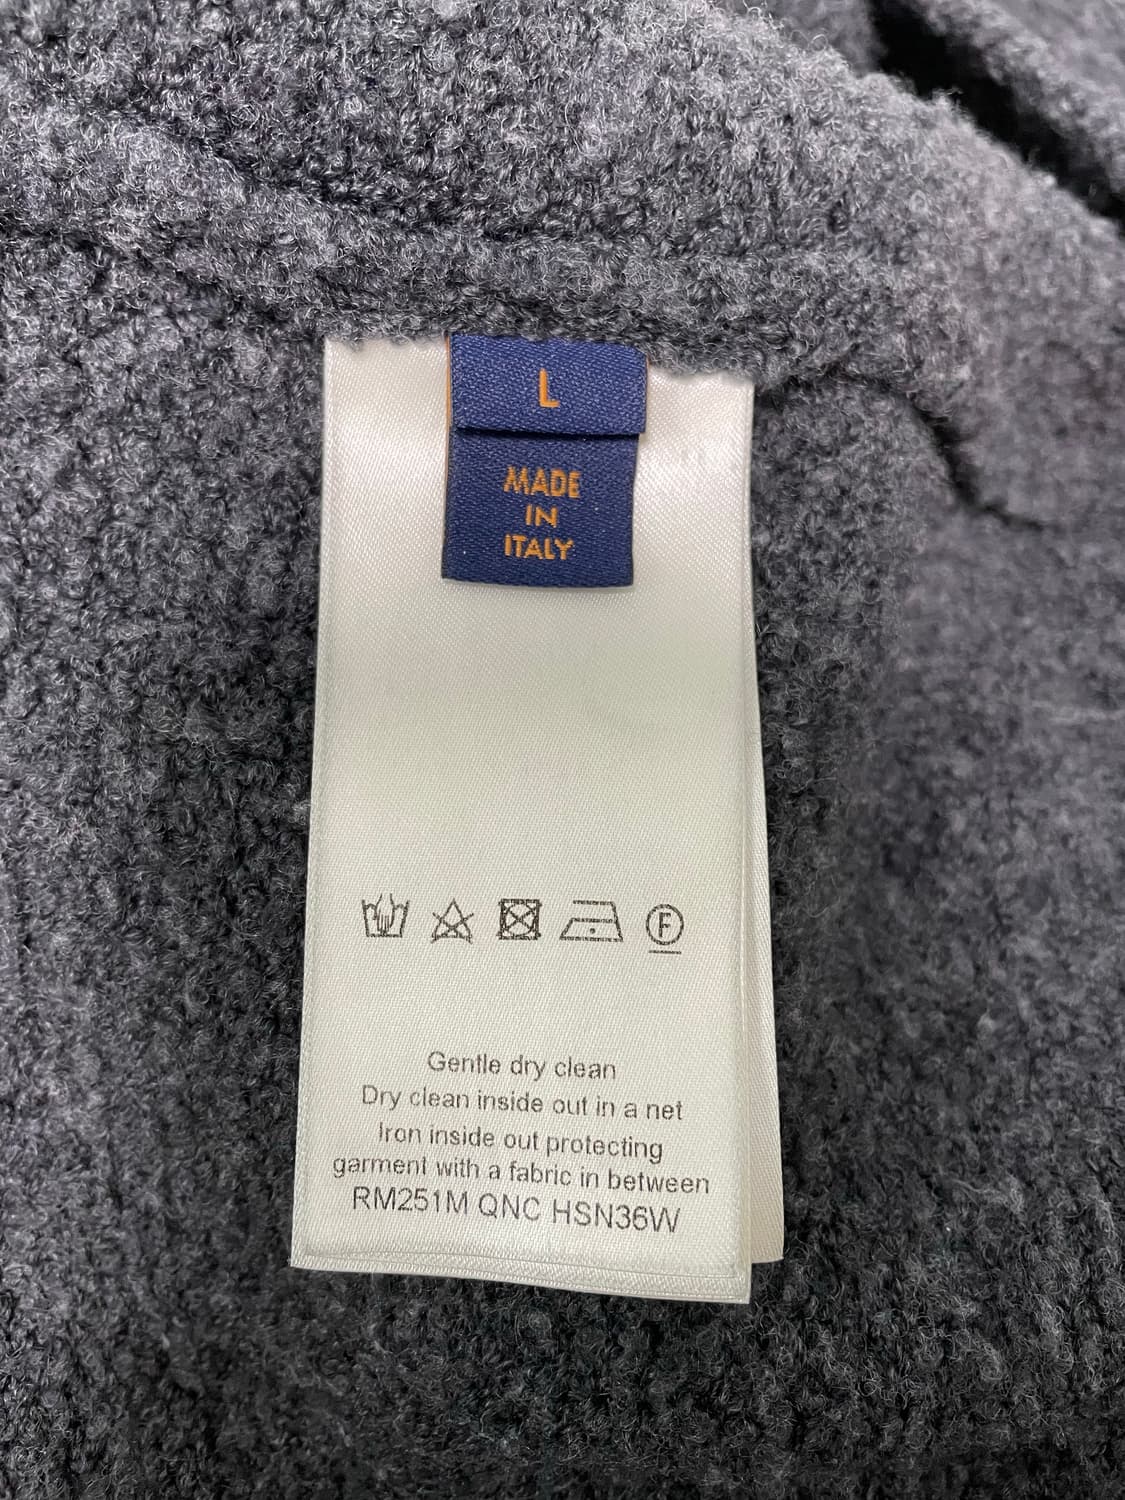 L
MADE
IN
ITALY
F
Gentle dry clean
Dry clean inside out in a net
Iron inside out protecting
garment with a fabric in between
RM251M QNC HSN36W